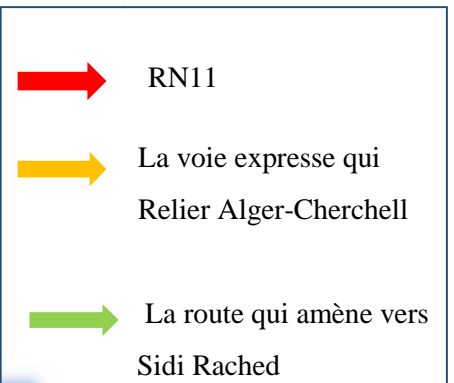 RN11
La voie expresse qui
Relier Alger-Cherchell
La route qui amène vers
Sidi Rached